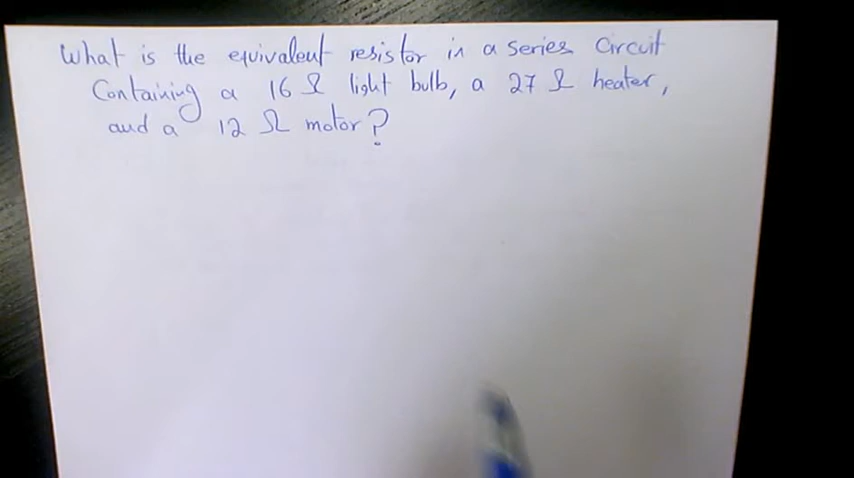 What is the equivalent resistor in a series Circuit
Containing a 16 Ω light bulb, a 27 Ω heater,
and a 12 Ω motor?